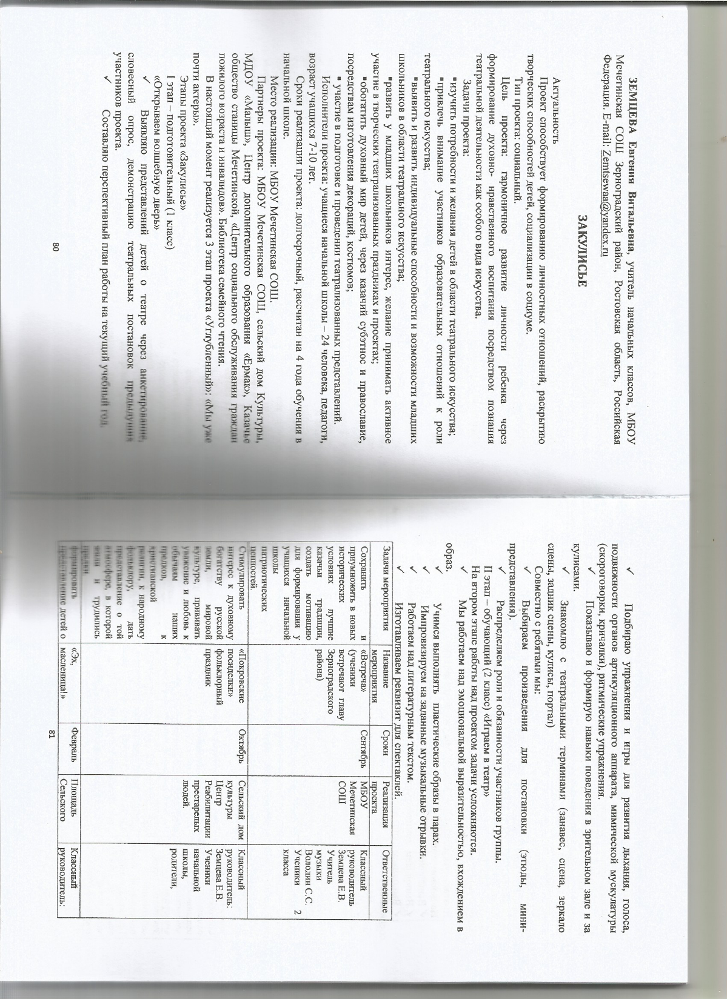 ЗЕМЦЕВА Евгения Витальевна, учитель начальных классов, МБОУ
Мечетинская СОШ Зерноградский район, Ростовская область, Российская
Федерация. E-mail: Zemtsevaa@yandex.ru
ЗАКУЛИСЬЕ
Актуальность
Проект способствует формированию личностных отношений, раскрытию
творческих способностей детей, социализации в социуме.
Тип проекта: социальный.
Цель проекта: гармоничное развитие личности ребенка через
формирование духовно- нравственного воспитания посредством познания
театральной деятельности как особого вида искусства.
Задачи проекта:
▪изучить потребности и желания детей в области театрального искусства;
▪привлечь внимание участников образовательных отношений к роли
театрального искусства;
▪выявить и развить индивидуальные способности и возможности младших
школьников в области театрального искусства;
▪развить у младших школьников интерес, желание принимать активное
участие в творческих театрализованных праздниках и проектах;
▪обогатить духовный мир детей, через казачий субэтнос и православие,
посредствам изготовления декораций, костюмов;
▪ участие в подготовке и проведении театрализованных представлений.
Исполнители проекта: учащиеся начальной школы – 24 человека, педагоги,
возраст учащихся 7-10 лет.
Сроки реализации проекта: долгосрочный, рассчитан на 4 года обучения в
начальной школе.
Место реализации: МБОУ Мечетинская СОШ.
Партнеры проекта: МБОУ Мечетинская СОШ, сельский дом Культуры,
МДОУ «Малыш», Центр дополнительного образования «Ермак», Казачье
общество станицы Мечетинской, «Центр социального обслуживания граждан
пожилого возраста и инвалидов». Библиотека семейного чтения.
В настоящий момент реализуется 3 этап проекта «Углубленный»: «Мы уже
почти актеры».
Этапы проекта «Закулисье»
I этап – подготовительный (1 класс)
«Открываем волшебную дверь»
✓ Выявляю представлений детей о театре через анкетирование,
словесный опрос, демонстрацию театральных постановок предыдущих
участников проекта.
✓ Составляю перспективный план работы на текущий учебный год.
80
✓ Подбираю упражнения и игры для развития дыхания, голоса,
подвижности органов артикуляционного аппарата, мимической мускулатуры
(скороговорки, кричалки), ритмические упражнения.
✓ Показываю и формирую навыки поведения в зрительном зале и за
кулисами.
✓ Знакомлю с театральными терминами (занавес, сцена, зеркало
сцены, задник сцены, кулисы, портал)
Совместно с ребятами мы:
✓ Выбираем произведения для постановки (этюды, мини-
представления).
✓ Распределяем роли и обязанности участников группы.
II этап – обучающий (2 класс) «Играем в театр»
На втором этапе работы над проектом задачи усложняются.
✓ Мы работаем над эмоциональной выразительностью, вхождением в
образ.
✓ Учимся выполнять пластические образы в парах.
✓ Импровизируем на заданные музыкальные отрывки.
✓ Работаем над литературным текстом.
✓ Изготавливаем реквизит для спектаклей.
Задачи мероприятия
Название
мероприятия
Сроки
Реализация
проекта
Ответственные
Сохранить и
приумножить в новых
исторических
условиях лучшие
казачьи традиции,
создать мотивацию
для формирования у
учащихся начальной
школы
патриотических
ценностей.
«Встреча»
(ученики
встречают главу
Зерноградского
района)
Сентябрь
МБОУ
Мечетинская
СОШ
Классный
руководитель
Земцева Е.В.
Учитель
музыки
Володин С.С.
Ученики 2
класса
Стимулировать
интерес к духовному
богатству русской
земли, мировой
культуре, прививать
уважение и любовь к
обычаям наших
предков, к
христианской
религии, к народному
фольклору, дать
представление о той
атмосфере, в которой
жили и трудились
предки.
«Покровские
посиделки»
фольклорный
праздник
Октябрь
Сельский дом
культуры
Центр
Реабилитации
престарелых
людей.
Классный
руководитель:
Земцева Е.В.
Ученики
начальной
школы,
родители,
формировать
представление детей о
«Эх,
масленица!»
Февраль
Площадь
Сельского
Классный
руководитель:
81